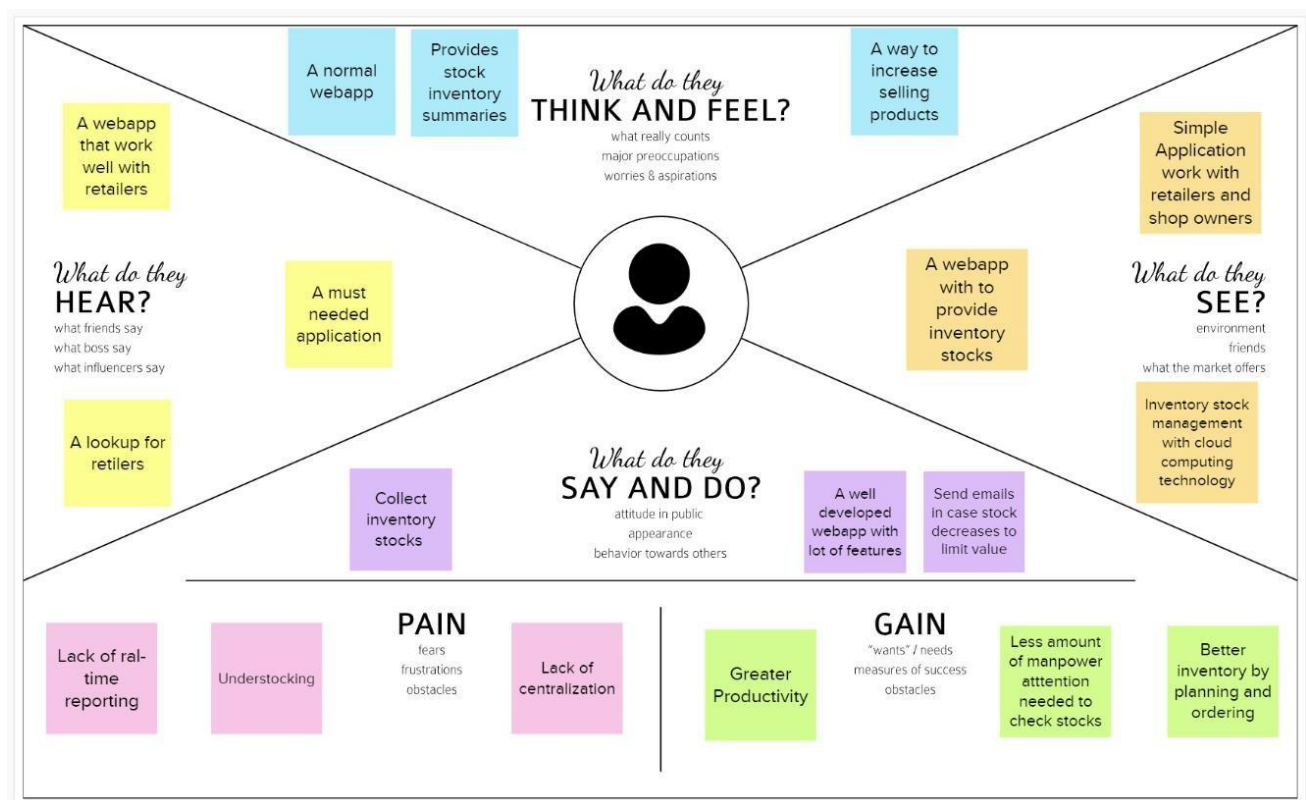 A normal
webapp
Provides
stock
inventory
summaries
What do they
THINK AND FEEL?
what really counts
major preoccupations
worries & aspirations
A way to
increase
selling
products
A webapp
that work
well with
retailers
What do they
HEAR?
what friends say
what boss say
what influencers say
A must
needed
application
A lookup for
retilers
A webapp
with to
provide
inventory
stocks
Simple
Application
work with
retailers and
shop owners
What do they
SEE?
environment
friends
what the market offers
Inventory stock
management
with cloud
computing
technology
Collect
inventory
stocks
What do they
SAY AND DO?
attitude in public
appearance
behavior towards others
A well
developed
webapp with
lot of features
Send emails
in case stock
decreases to
limit value
Lack of ral-
time
reporting
Understocking
PAIN
fears
frustrations
obstacles
Lack of
centralization
Greater
Productivity
GAIN
"wants" / needs
measures of success
obstacles
Less amount
of manpower
atttention
needed to
check stocks
Better
inventory by
planning and
ordering